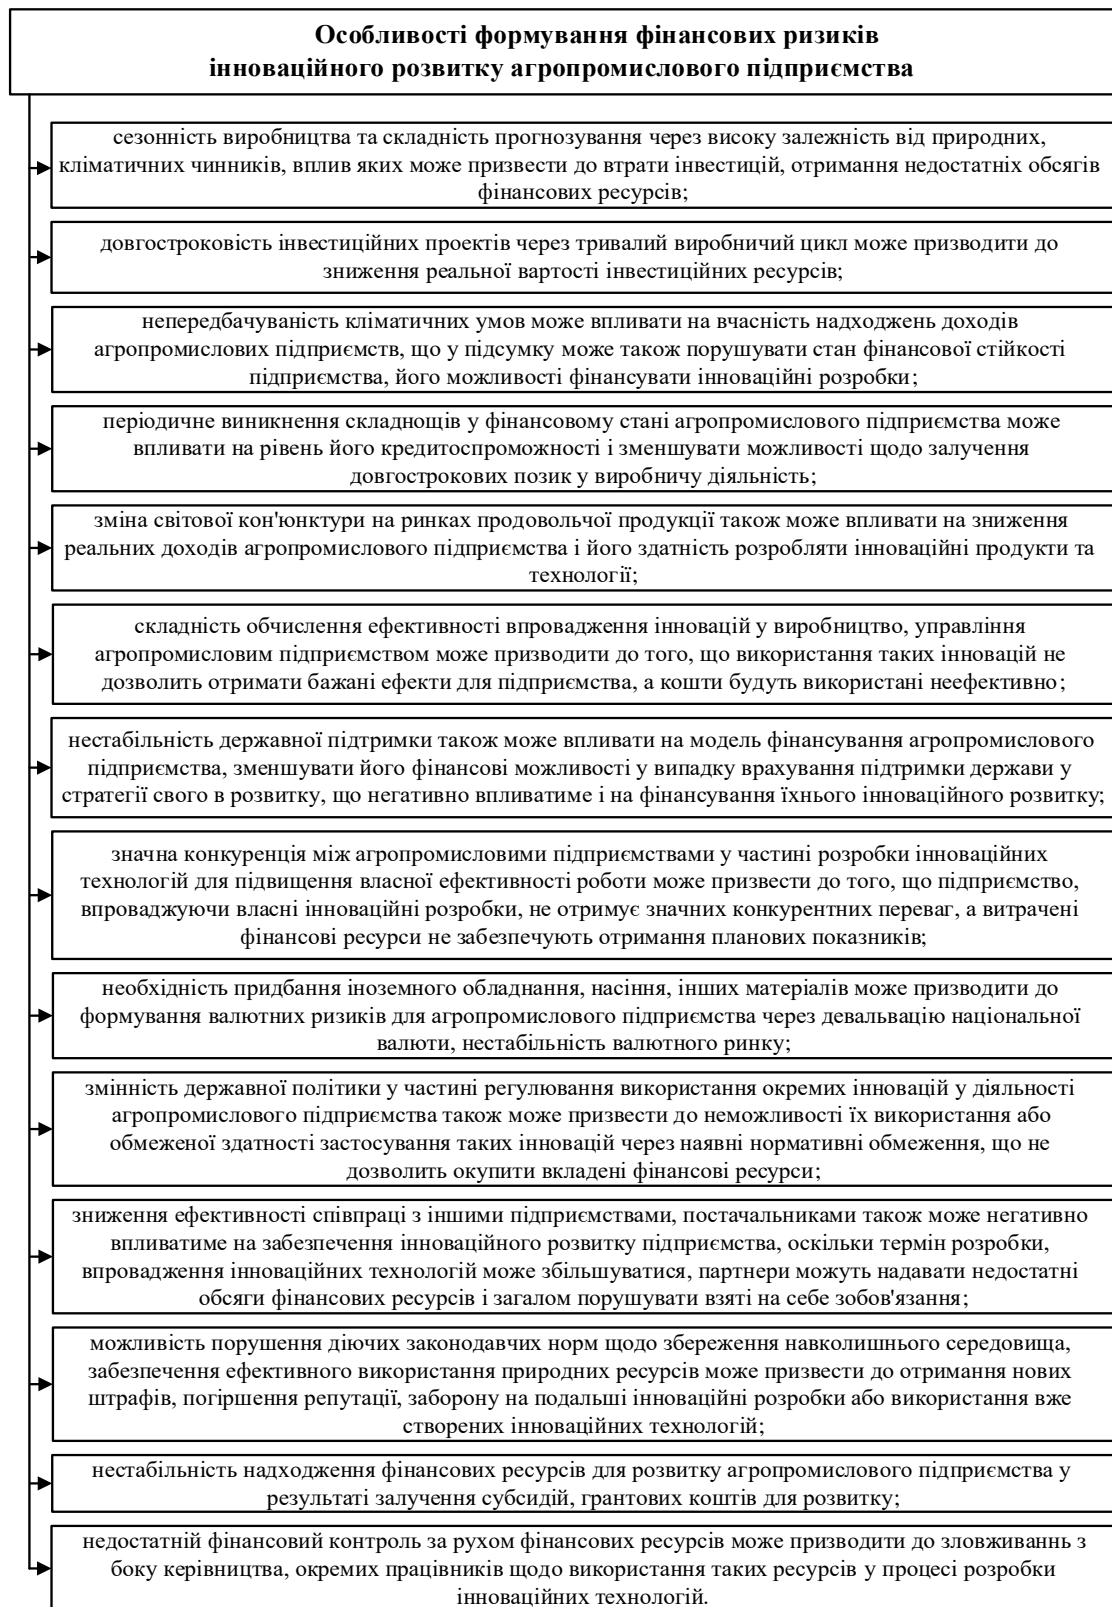 Особливості формування фінансових ризиків
інноваційного розвитку агропромислового підприємства
сезонність виробництва та складність прогнозування через високу залежність від природних,
кліматичних чинників, вплив яких може призвести до втрати інвестицій, отримання недостатніх обсягів
фінансових ресурсів;
довгостроковість інвестиційних проектів через тривалий виробничий цикл може призводити до
зниження реальної вартості інвестиційних ресурсів;
непередбачуваність кліматичних умов може впливати на вчасність надходжень доходів
агропромислових підприємств, що у підсумку може також порушувати стан фінансової стійкості
підприємства, його можливості фінансувати інноваційні розробки;
періодичне виникнення складнощів у фінансовому стані агропромислового підприємства може
впливати на рівень його кредитоспроможності і зменшувати можливості щодо залучення
довгострокових позик у виробничу діяльність;
зміна світової кон'юнктури на ринках продовольчої продукції також може впливати на зниження
реальних доходів агропромислового підприємства і його здатність розробляти інноваційні продукти та
технології;
складність обчислення ефективності впровадження інновацій у виробництво, управління
агропромисловим підприємством може призводити до того, що використання таких інновацій не
дозволить отримати бажані ефекти для підприємства, а кошти будуть використані неефективно;
нестабільність державної підтримки також може впливати на модель фінансування агропромислового
підприємства, зменшувати його фінансові можливості у випадку врахування підтримки держави у
стратегії свого в розвитку, що негативно впливатиме і на фінансування їхнього інноваційного розвитку;
значна конкуренція між агропромисловими підприємствами у частині розробки інноваційних
технологій для підвищення власної ефективності роботи може призвести до того, що підприємство,
впроваджуючи власні інноваційні розробки, не отримує значних конкурентних переваг, а витрачені
фінансові ресурси не забезпечують отримання планових показників;
необхідність придбання іноземного обладнання, насіння, інших матеріалів може призводити до
формування валютних ризиків для агропромислового підприємства через девальвацію національної
валюти, нестабільність валютного ринку;
змінність державної політики у частині регулювання використання окремих інновацій у діяльності
агропромислового підприємства також може призвести до неможливості їх використання або
обмеженої здатності застосування таких інновацій через наявні нормативні обмеження, що не
дозволить окупити вкладені фінансові ресурси;
зниження ефективності співпраці з іншими підприємствами, постачальниками також може негативно
впливатиме на забезпечення інноваційного розвитку підприємства, оскільки термін розробки,
впровадження інноваційних технологій може збільшуватися, партнери можуть надавати недостатні
обсяги фінансових ресурсів і загалом порушувати взяті на себе зобов'язання;
можливість порушення діючих законодавчих норм щодо збереження навколишнього середовища,
забезпечення ефективного використання природних ресурсів може призвести до отримання нових
штрафів, погіршення репутації, заборону на подальші інноваційні розробки або використання вже
створених інноваційних технологій;
нестабільність надходження фінансових ресурсів для розвитку агропромислового підприємства у
результаті залучення субсидій, грантових коштів для розвитку;
недостатній фінансовий контроль за рухом фінансових ресурсів може призводити до зловживаннь з
боку керівництва, окремих працівників щодо використання таких ресурсів у процесі розробки
інноваційних технологій.